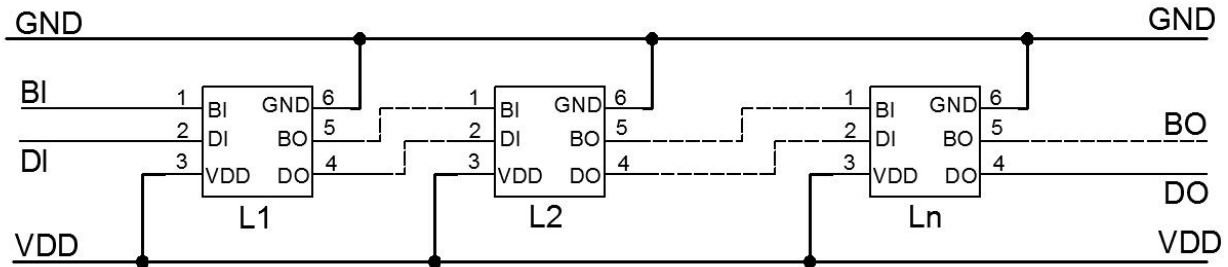 GND GND
BI 1 BI GND 6 1 BI GND 6 1 BI GND 6
2 DI BO 5 2 DI BO 5 2 DI BO 5 BO
DI 3 VDD DO 4 3 VDD DO 4 3 VDD DO 4 DO
L1 L2 Ln
VDD VDD